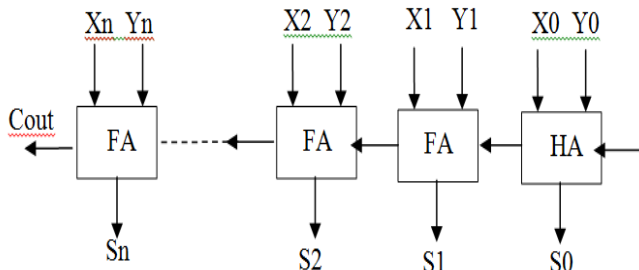 Xn Yn X2 Y2 X1 Y1 X0 Y0
Cout FA FA FA HA
Sn S2 S1 S0